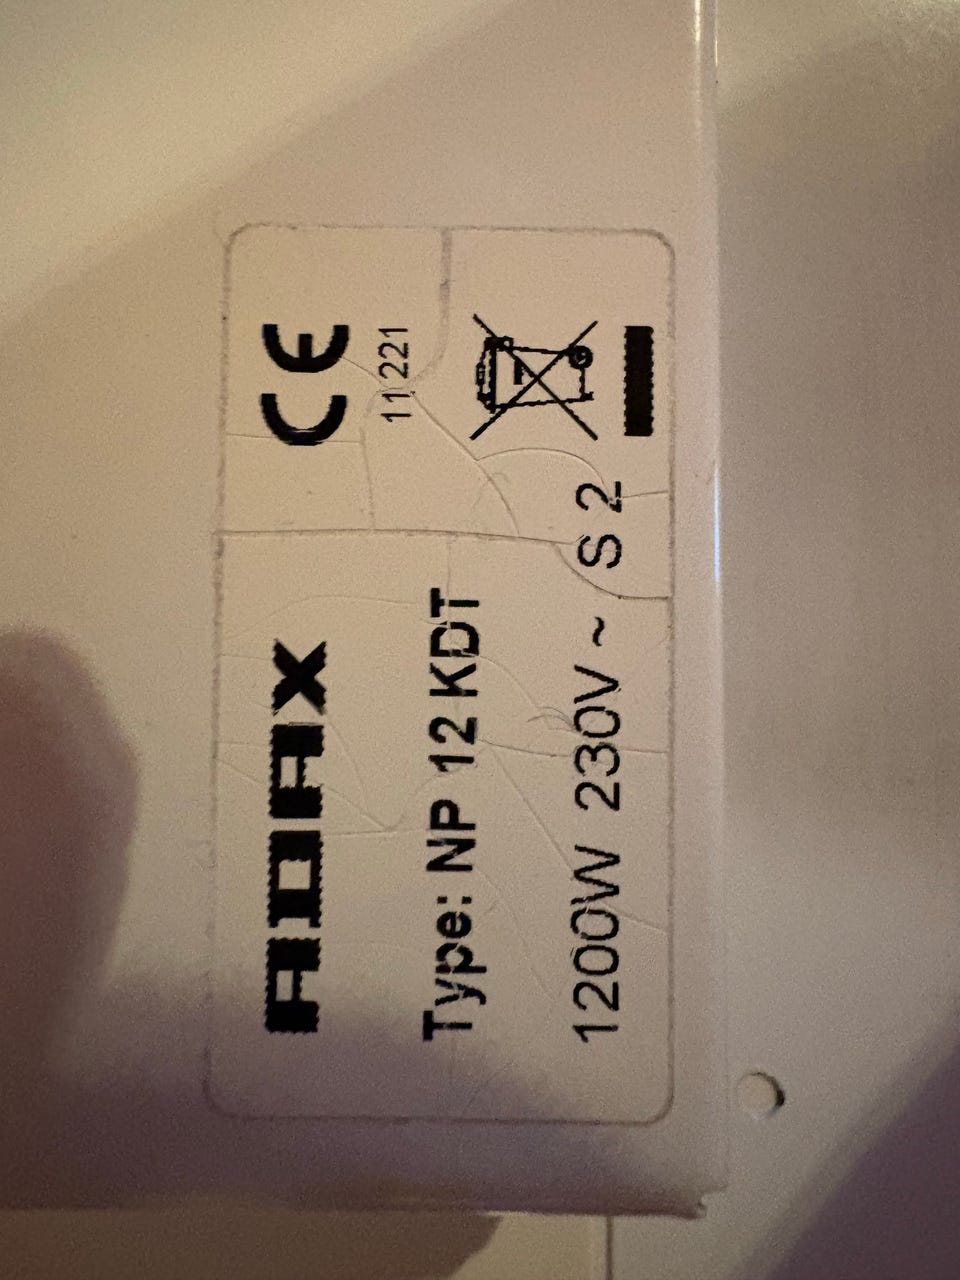 ADAX
CE
11 221
Type: NP 12 KDT
1200W 230V ~ S 2